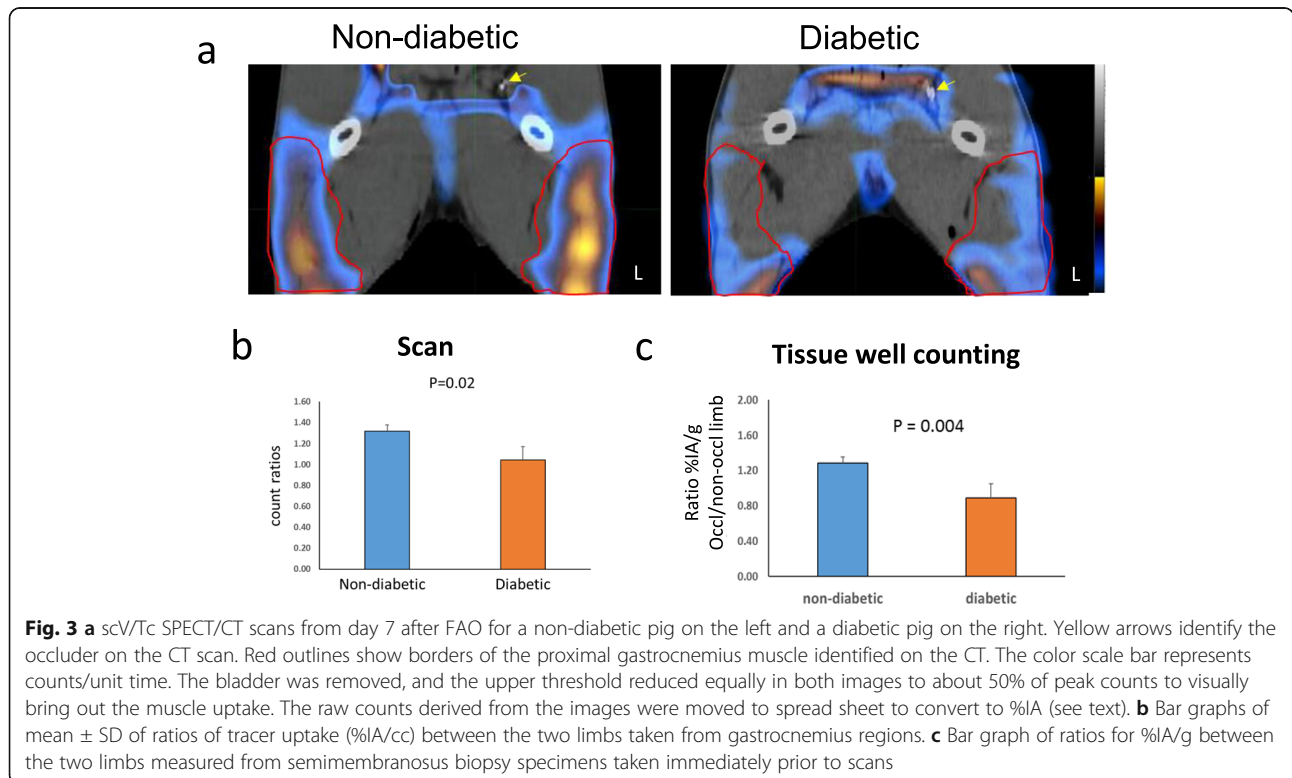 Non-diabetic
Diabetic
a
L
L
b
Scan
P=0.02
count ratios
1.60
1.40
1.20
1.00
0.80
0.60
0.40
0.20
0.00
Non-diabetic
Diabetic
c
Tissue well counting
P = 0.004
Ratio %IA/g
Occl/non-occl limb
2.00
1.60
1.20
0.80
0.40
0.00
non-diabetic
diabetic
Fig. 3 a scV/Tc SPECT/CT scans from day 7 after FAO for a non-diabetic pig on the left and a diabetic pig on the right. Yellow arrows identify the
occluder on the CT scan. Red outlines show borders of the proximal gastrocnemius muscle identified on the CT. The color scale bar represents
counts/unit time. The bladder was removed, and the upper threshold reduced equally in both images to about 50% of peak counts to visually
bring out the muscle uptake. The raw counts derived from the images were moved to spread sheet to convert to %IA (see text). b Bar graphs of
mean ± SD of ratios of tracer uptake (%IA/cc) between the two limbs taken from gastrocnemius regions. c Bar graph of ratios for %IA/g between
the two limbs measured from semimembranosus biopsy specimens taken immediately prior to scans